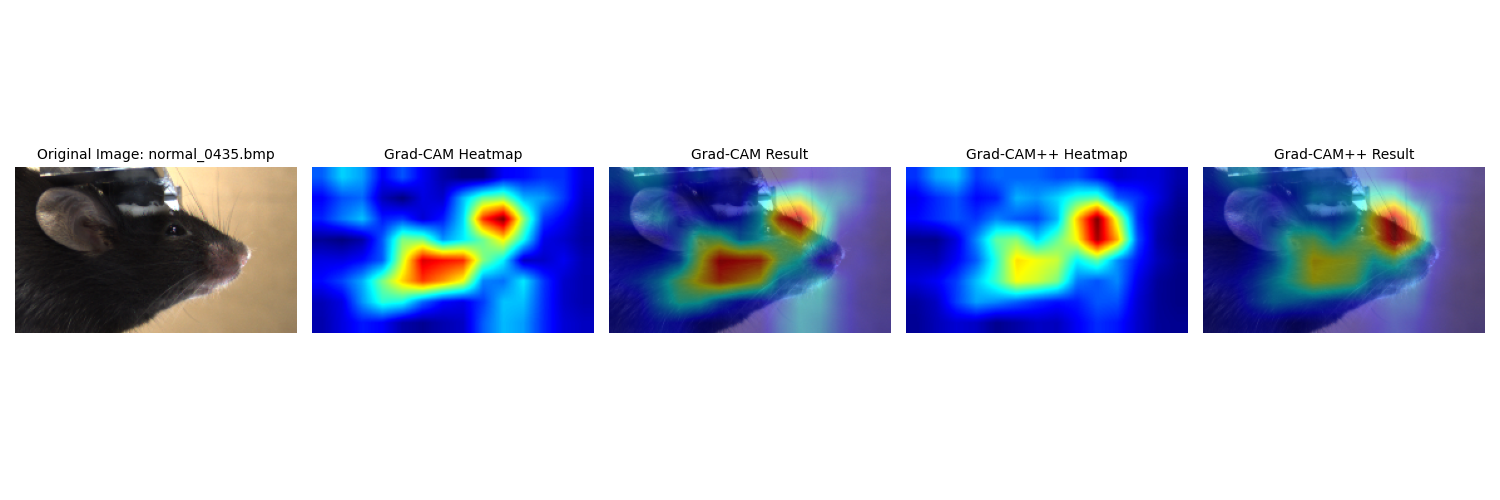 Original Image: normal_0435.bmp
Grad-CAM Heatmap
Grad-CAM Result
Grad-CAM++ Heatmap
Grad-CAM++ Result